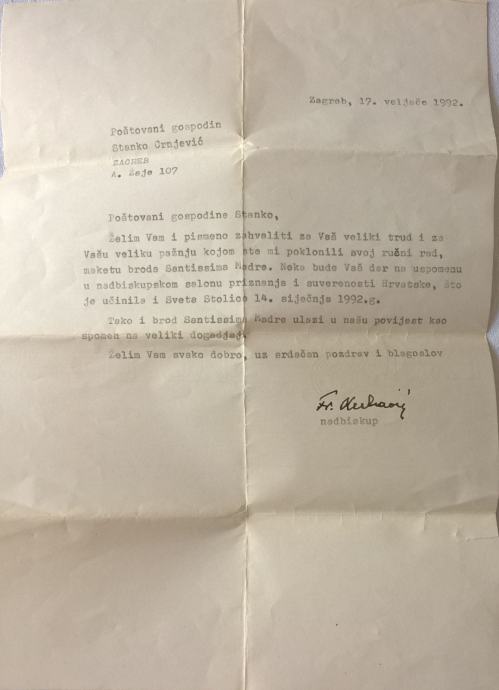 Zagreb, 17. veljače 1992.
Poštovani gospodin
Stanko Crnjević
ZAGREB
A. Žaje 107
Poštovani gospodine Stanko,
Želim Vam i pismeno zahvaliti za Vaš veliki trud i za
Vašu veliku pažnju kojom ste mi poklonili svoj ručni rad,
maketu broda Santissima Madre. Neka bude Vaš dar na uspomenu
u nadbiskupskom salonu priznanja i suverenosti Hrvatske, što
je učinila i Sveta Stolica 14. siječnja 1992.g.
Tako i brod Santissima Madre ulazi u našu povijest kao
spomen na veliki događaj.
Želim Vam svako dobro, uz srdačan pozdrav i blagoslov
Fr. Kuharić
nadbiskup